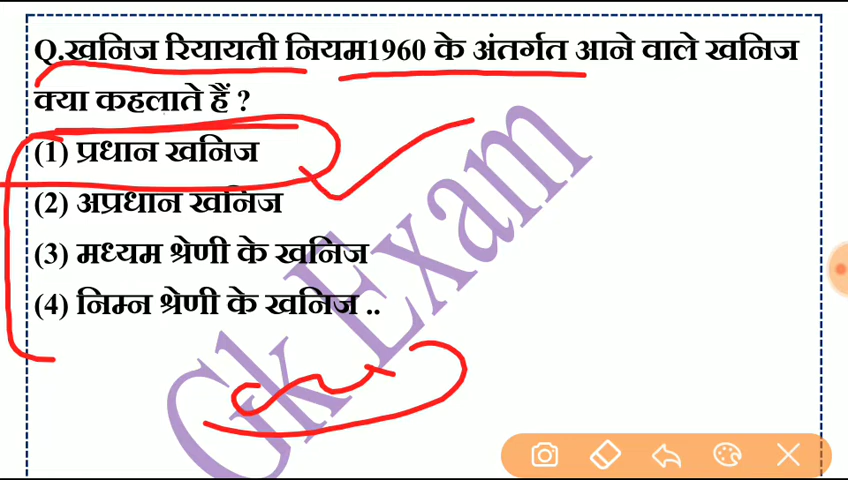 Q.खनिज रियायती नियम1960 के अंतर्गत आने वाले खनिज
क्या कहलाते हैं ?
(1) प्रधान खनिज
(2) अप्रधान खनिज
(3) मध्यम श्रेणी के खनिज
(4) निम्न श्रेणी के खनिज ..
Gk Exam